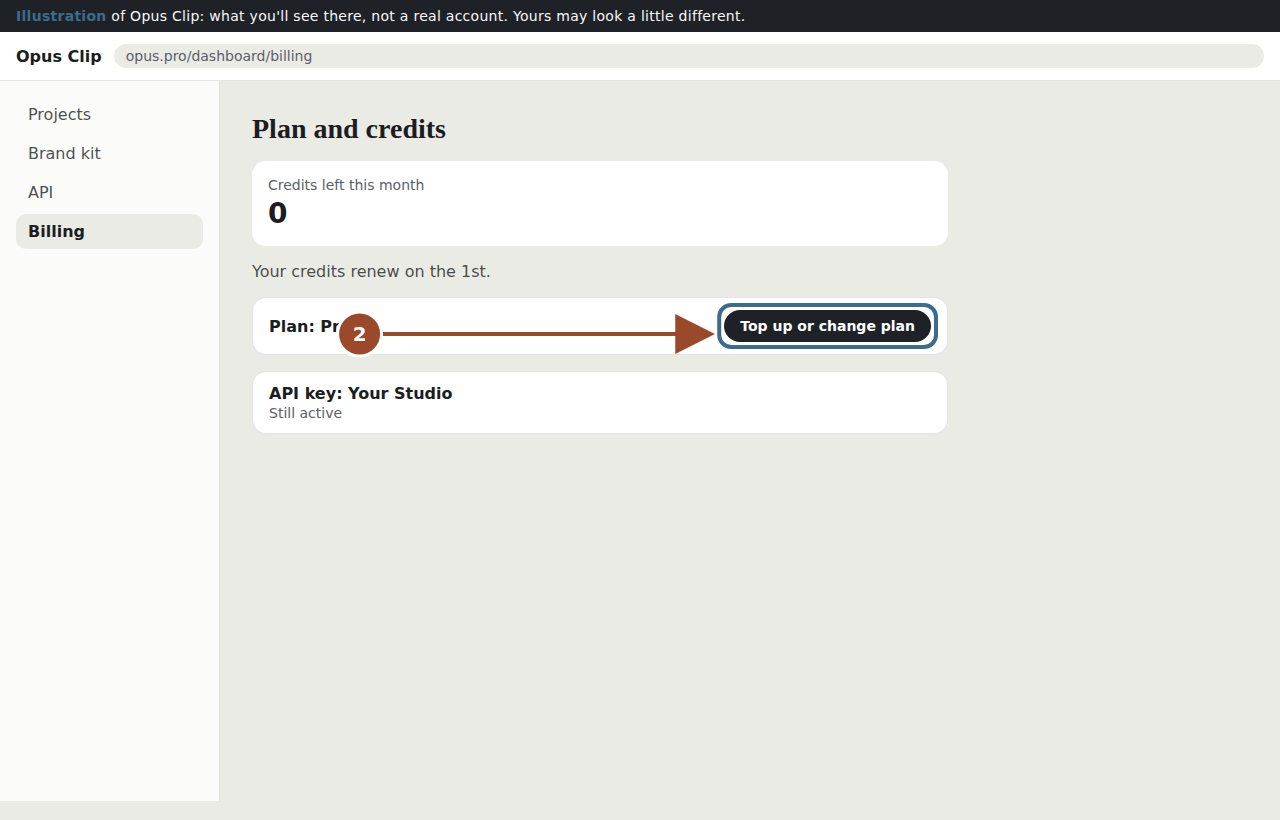 Illustration of Opus Clip: what you'll see there, not a real account. Yours may look a little different.
Opus Clip
opus.pro/dashboard/billing
Projects
Brand kit
API
Billing
Plan and credits
Credits left this month
0
Your credits renew on the 1st.
Plan:
2
Top up or change plan
API key: Your Studio
Still active